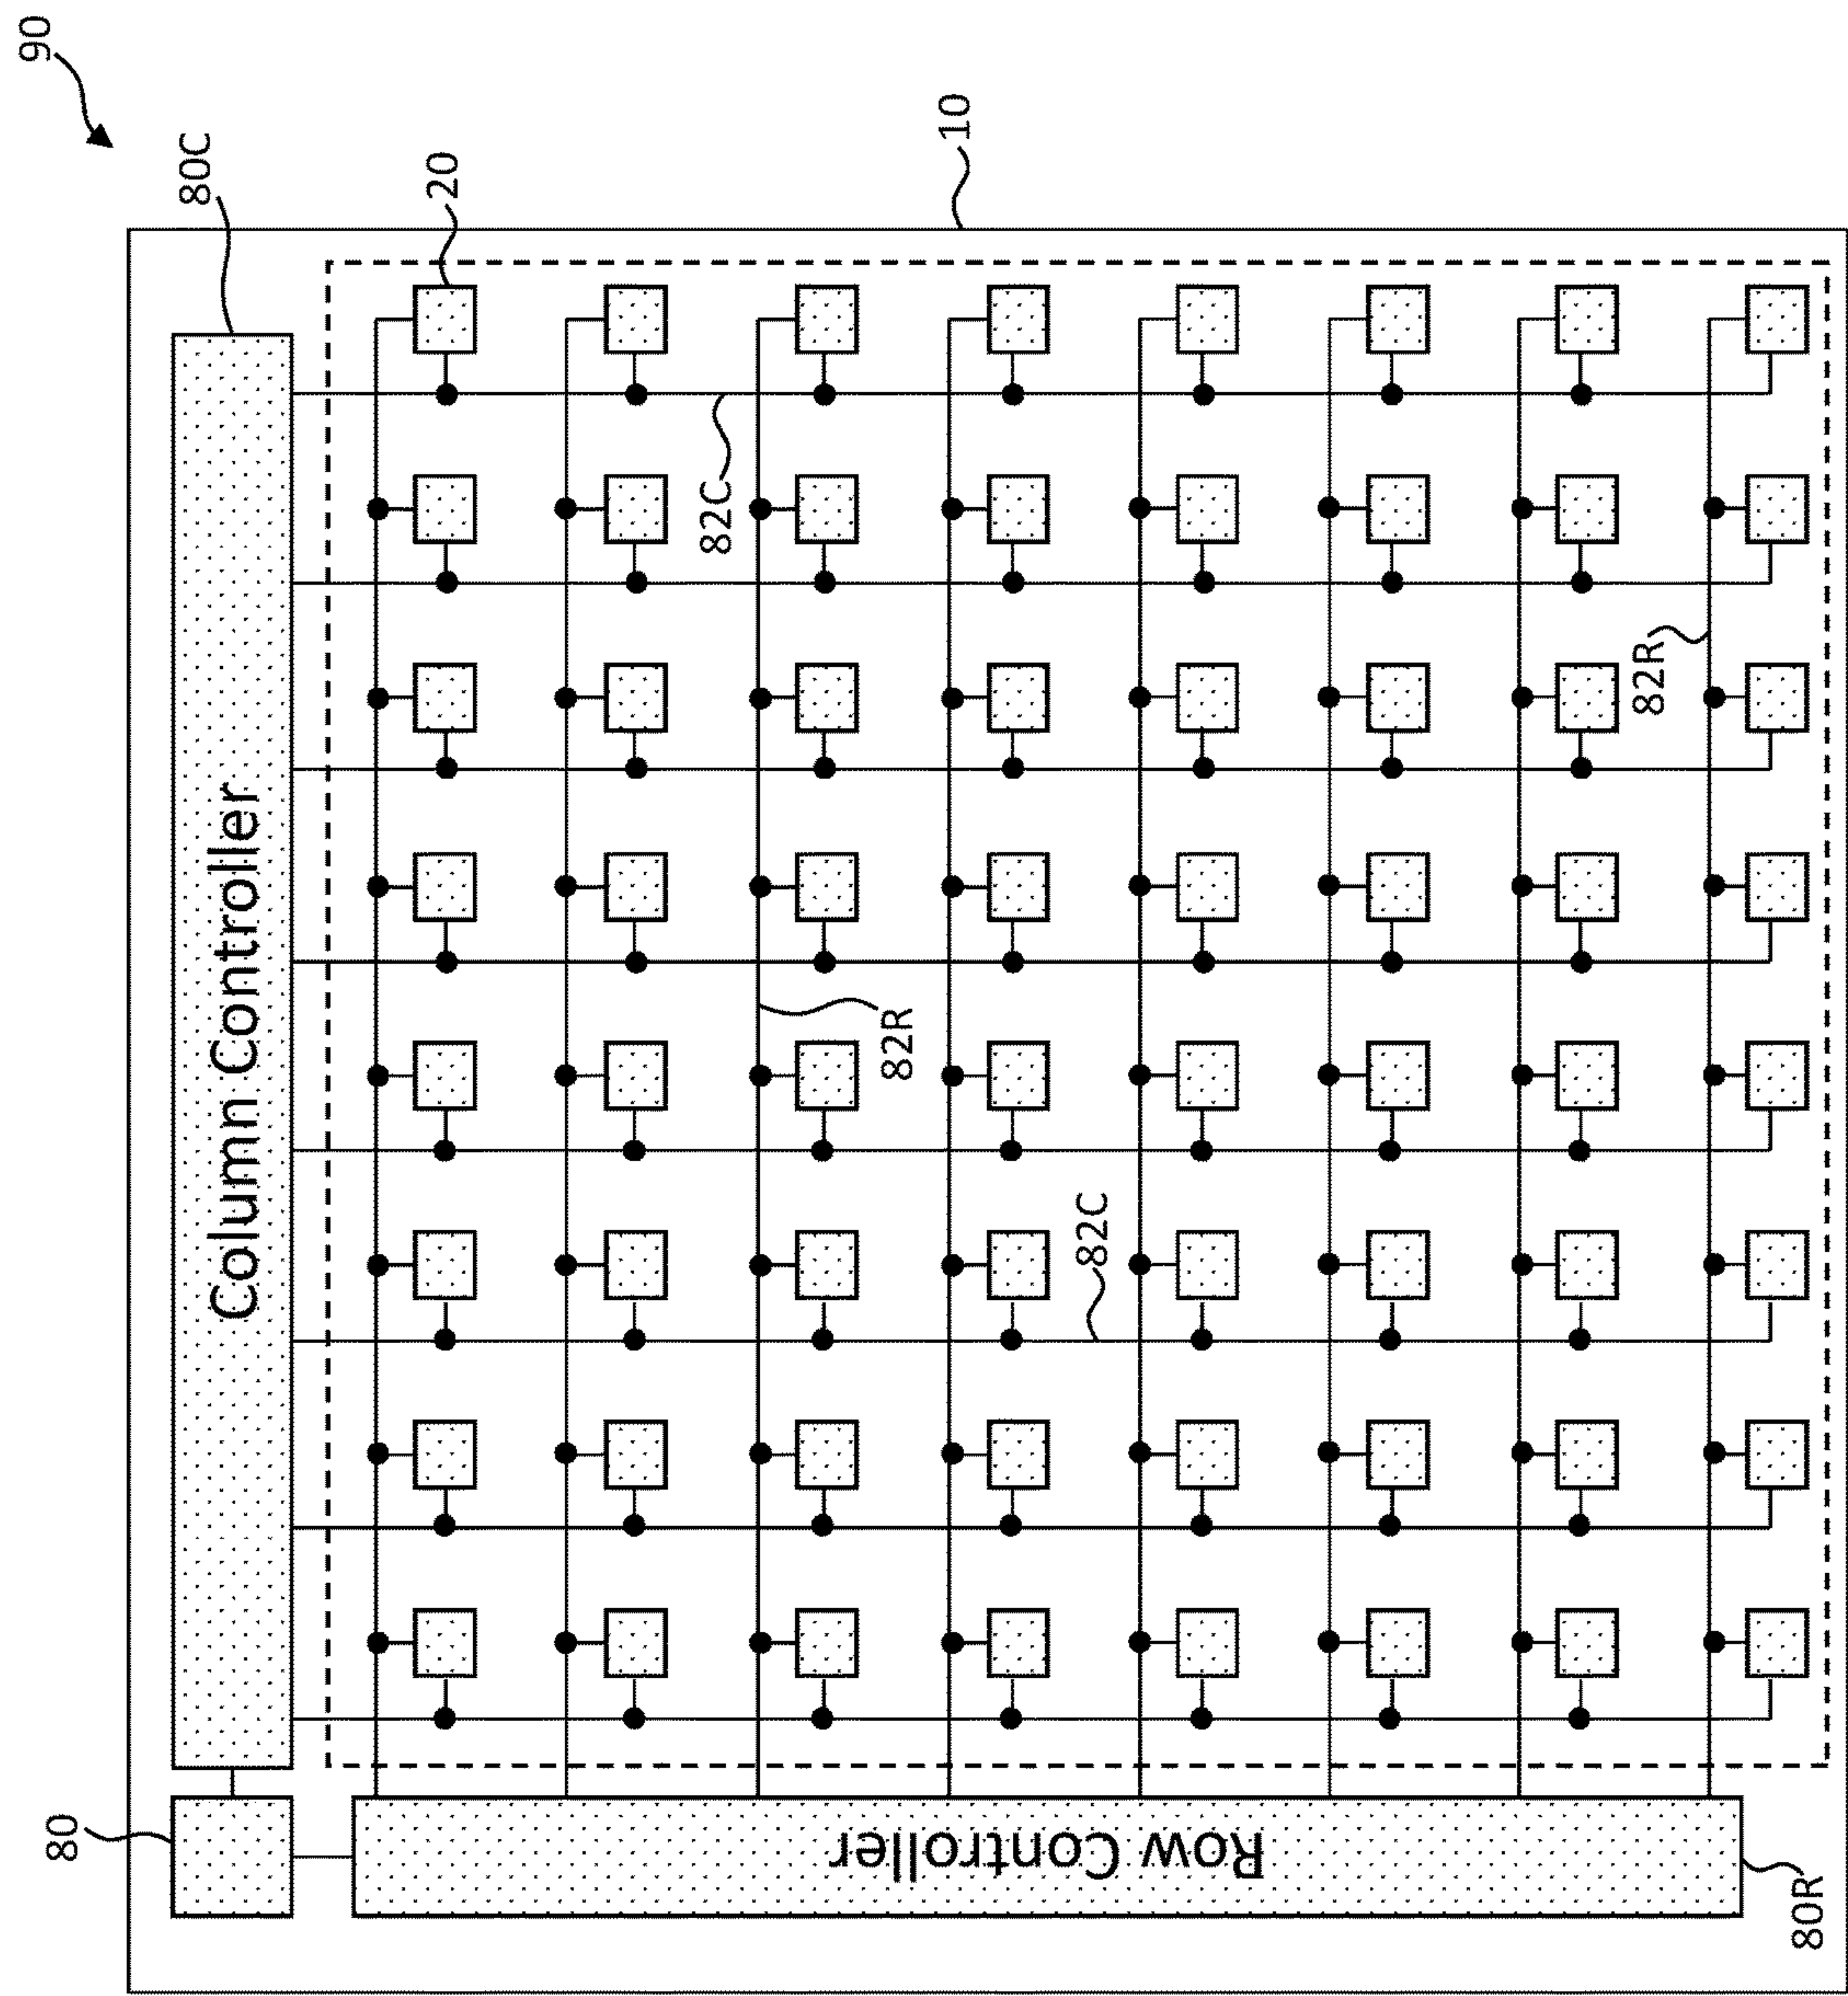 90
80C
20
10
Column Controller
82C
82R
82R
82C
80
Row Controller
80R